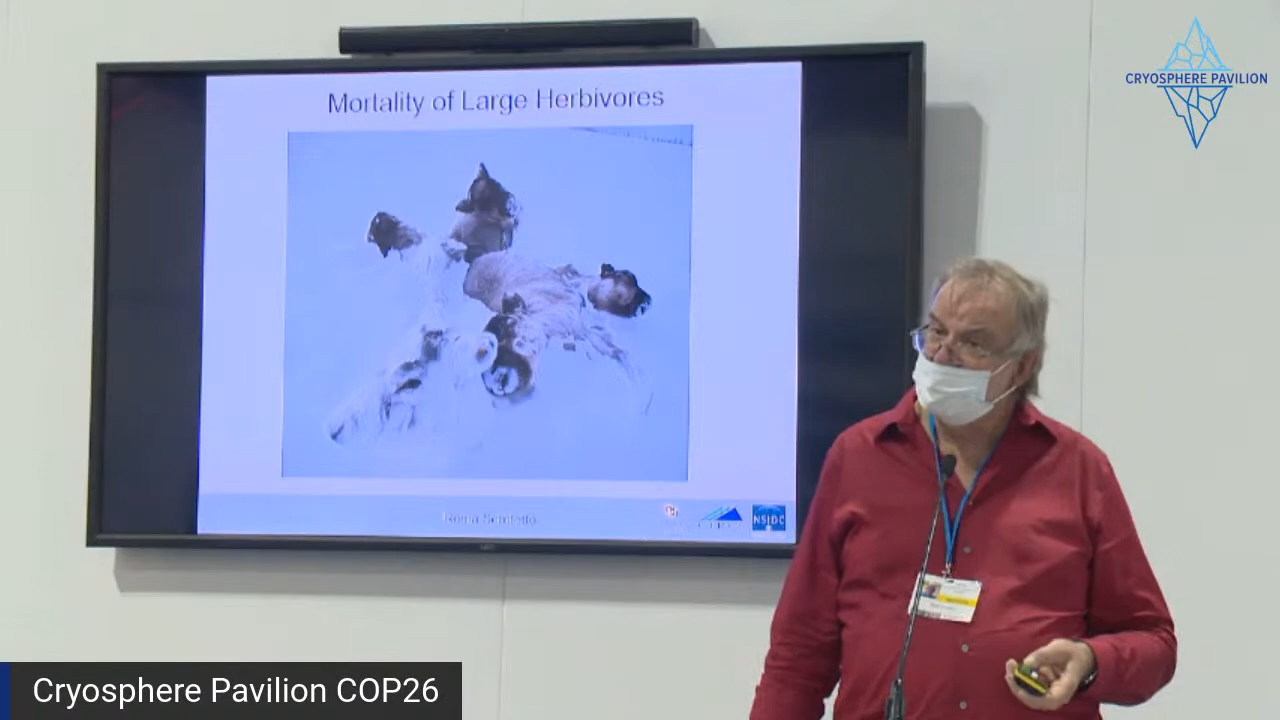 CRYOSPHERE PAVILION
Mortality of Large Herbivores
NSIDC
Cryosphere Pavilion COP26